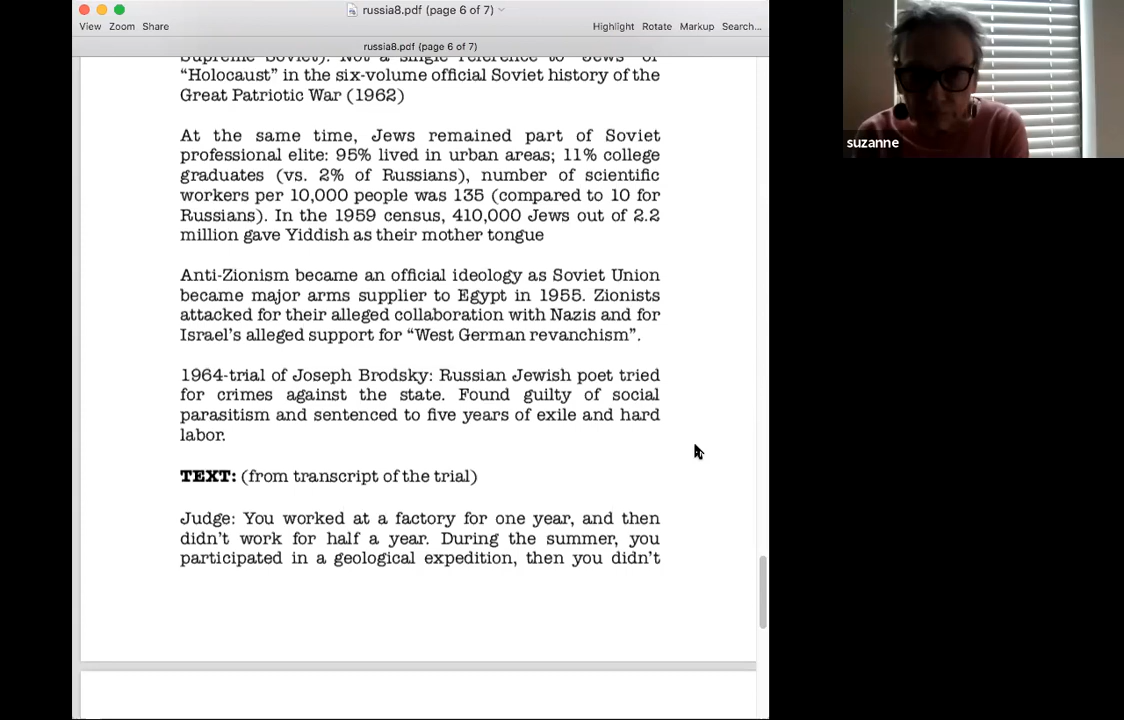 russia8.pdf (page 6 of 7)
View Zoom Share Highlight Rotate Markup Search...
russia8.pdf (page 6 of 7)
Supreme Soviet). Not a single reference to "Jews" or
“Holocaust” in the six-volume official Soviet history of the
Great Patriotic War (1962)
At the same time, Jews remained part of Soviet
professional elite: 95% lived in urban areas; 11% college
graduates (vs. 2% of Russians), number of scientific
workers per 10,000 people was 135 (compared to 10 for
Russians). In the 1959 census, 410,000 Jews out of 2.2
million gave Yiddish as their mother tongue
Anti-Zionism became an official ideology as Soviet Union
became major arms supplier to Egypt in 1955. Zionists
attacked for their alleged collaboration with Nazis and for
Israel’s alleged support for “West German revanchism”.
1964-trial of Joseph Brodsky: Russian Jewish poet tried
for crimes against the state. Found guilty of social
parasitism and sentenced to five years of exile and hard
labor.
TEXT: (from transcript of the trial)
Judge: You worked at a factory for one year, and then
didn’t work for half a year. During the summer, you
participated in a geological expedition, then you didn’t
suzanne